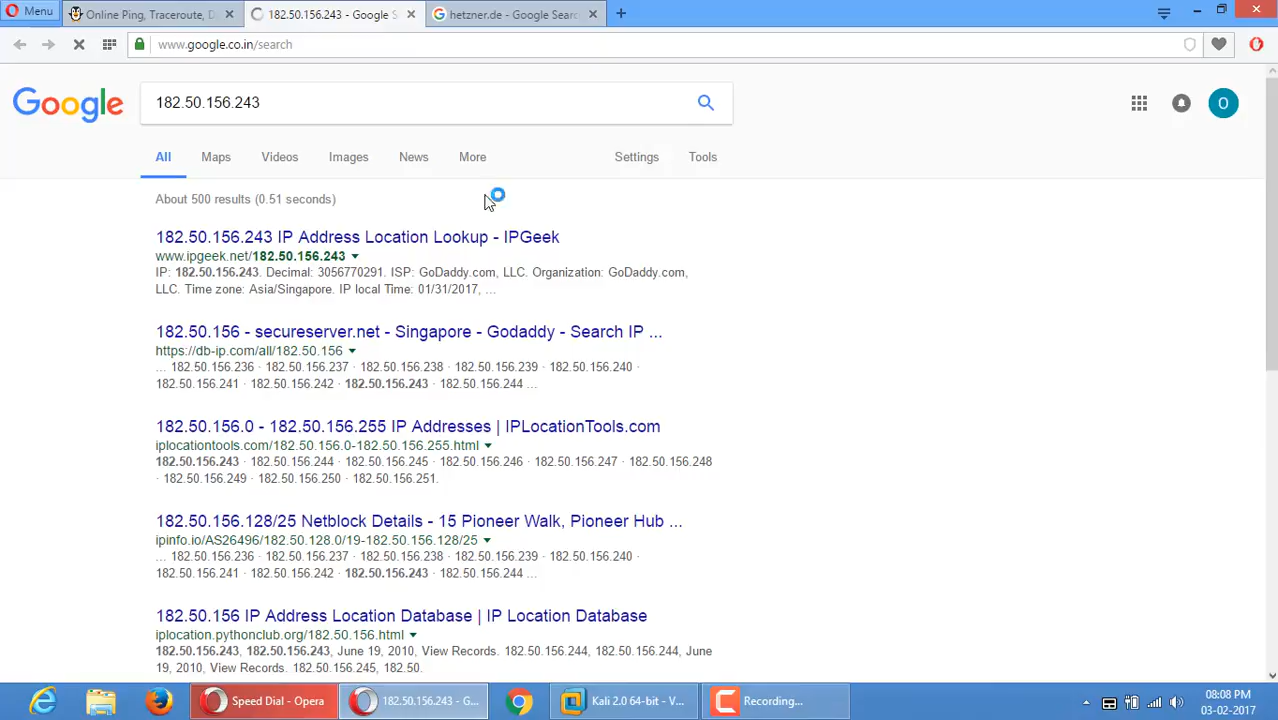 Menu
Online Ping, Traceroute, D
182.50.156.243 - Google S
hetzner.de - Google Searc
www.google.co.in/search
Google
182.50.156.243
O
All
Maps
Videos
Images
News
More
Settings
Tools
About 500 results (0.51 seconds)
182.50.156.243 IP Address Location Lookup - IPGeek
www.ipgeek.net/182.50.156.243
IP: 182.50.156.243. Decimal: 3056770291. ISP: GoDaddy.com, LLC. Organization: GoDaddy.com,
LLC. Time zone: Asia/Singapore. IP local Time: 01/31/2017, ...
182.50.156 - secureserver.net - Singapore - Godaddy - Search IP ...
https://db-ip.com/all/182.50.156
... 182.50.156.236 · 182.50.156.237 · 182.50.156.238 · 182.50.156.239 · 182.50.156.240 ·
182.50.156.241 · 182.50.156.242 · 182.50.156.243 · 182.50.156.244 ...
182.50.156.0 - 182.50.156.255 IP Addresses | IPLocationTools.com
iplocationtools.com/182.50.156.0-182.50.156.255.html
182.50.156.243 · 182.50.156.244 · 182.50.156.245 · 182.50.156.246 · 182.50.156.247 · 182.50.156.248
· 182.50.156.249 · 182.50.156.250 · 182.50.156.251.
182.50.156.128/25 Netblock Details - 15 Pioneer Walk, Pioneer Hub ...
ipinfo.io/AS26496/182.50.128.0/19-182.50.156.128/25
... 182.50.156.236 · 182.50.156.237 · 182.50.156.238 · 182.50.156.239 · 182.50.156.240 ·
182.50.156.241 · 182.50.156.242 · 182.50.156.243 · 182.50.156.244 ...
182.50.156 IP Address Location Database | IP Location Database
iplocation.pythonclub.org/182.50.156.html
182.50.156.243, 182.50.156.243, June 19, 2010, View Records. 182.50.156.244, 182.50.156.244, June
19, 2010, View Records. 182.50.156.245, 182.50.
Speed Dial - Opera
182.50.156.243 - G...
Kali 2.0 64-bit - V...
Recording...
08:08 PM
03-02-2017